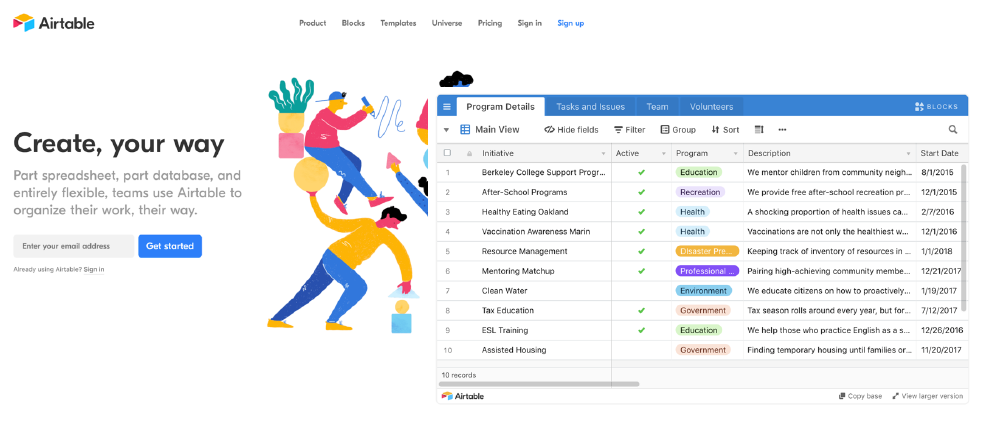 Airtable
Product Blocks Templates Universe Pricing Sign in Sign up
Create, your way
Part spreadsheet, part database, and
entirely flexible, teams use Airtable to
organize their work, their way.
Enter your email address
Get started
Already using Airtable? Sign in
Program Details Tasks and Issues Team Volunteers BLOCKS
Main View Hide fields Filter Group Sort
Initiative Active Program Description Start Date
1 Berkeley College Support Progr... Education We mentor children from community neigh... 8/1/2015
2 After-School Programs Recreation We provide free after-school recreation pr... 12/1/2015
3 Healthy Eating Oakland Health A shocking proportion of health issues ca... 2/7/2016
4 Vaccination Awareness Marin Health Vaccinations are not only the healthiest w... 12/1/2016
5 Resource Management Disaster Pre... Keeping track of inventory of resources in ... 1/1/2018
6 Mentoring Matchup Professional ... Pairing high-achieving community membe... 12/21/2017
7 Clean Water Environment We educate citizens on how to proactively... 1/19/2017
8 Tax Education Government Tax season rolls around every year, but for... 7/12/2017
9 ESL Training Education We help those who practice English as a s... 12/26/2016
10 Assisted Housing Government Finding temporary housing until families or... 11/20/2017
10 records
Airtable Copy base View larger version